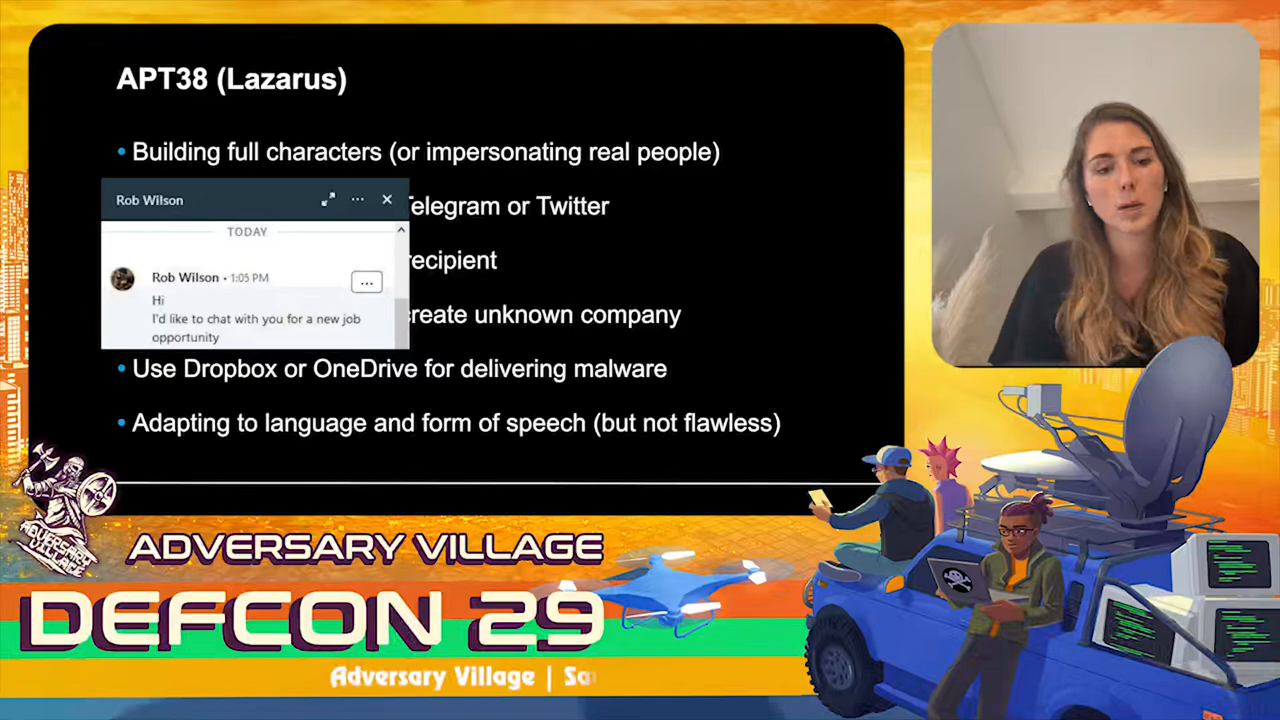 APT38 (Lazarus)
• Building full characters (or impersonating real people)
Telegram or Twitter
recipient
create unknown company
Rob Wilson
TODAY
Rob Wilson • 1:05 PM
Hi
I'd like to chat with you for a new job
opportunity
• Use Dropbox or OneDrive for delivering malware
• Adapting to language and form of speech (but not flawless)
ADVERSARY
VILLAGE
ADVERSARY VILLAGE
DEFCON 29
Adversary Village |